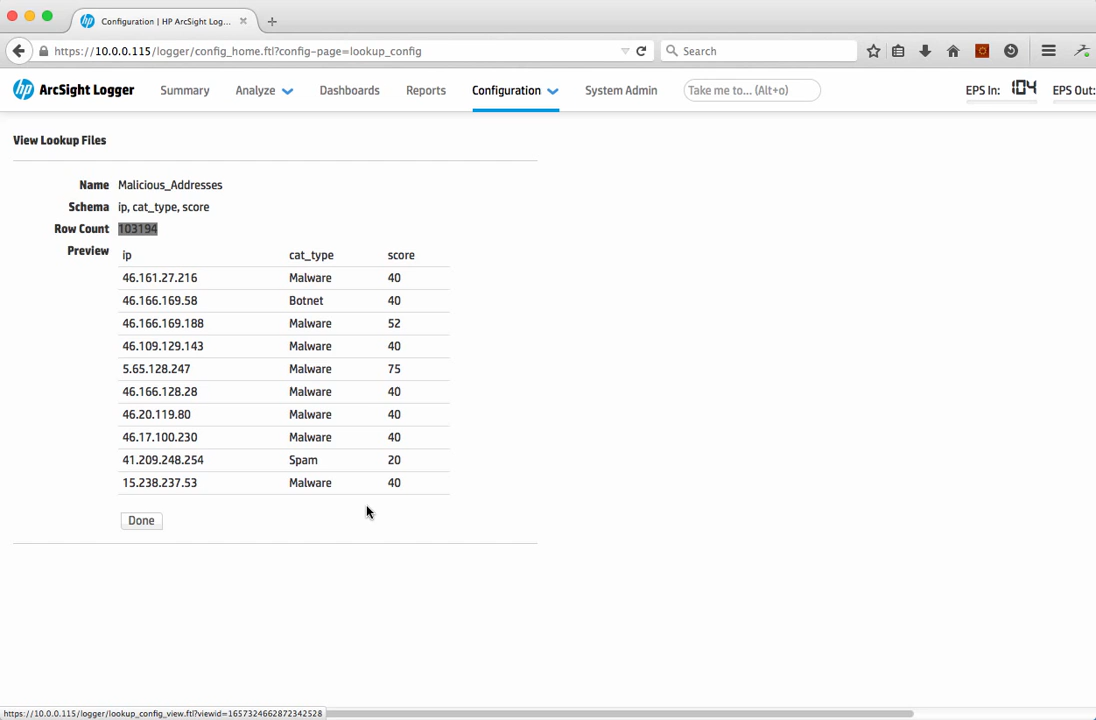 Configuration | HP ArcSight Log...
https://10.0.0.115/logger/config_home.ftl?config-page=lookup_config
Search
hp ArcSight Logger Summary Analyze Dashboards Reports Configuration System Admin Take me to... (Alt+o) EPS In: 104 EPS Out:
View Lookup Files
Name Malicious_Addresses
Schema ip, cat_type, score
Row Count 103194
Preview ip cat_type score
46.161.27.216 Malware 40
46.166.169.58 Botnet 40
46.166.169.188 Malware 52
46.109.129.143 Malware 40
5.65.128.247 Malware 75
46.166.128.28 Malware 40
46.20.119.80 Malware 40
46.17.100.230 Malware 40
41.209.248.254 Spam 20
15.238.237.53 Malware 40
Done
https://10.0.0.115/logger/lookup_config_view.ftl?viewid=1657324662872342528